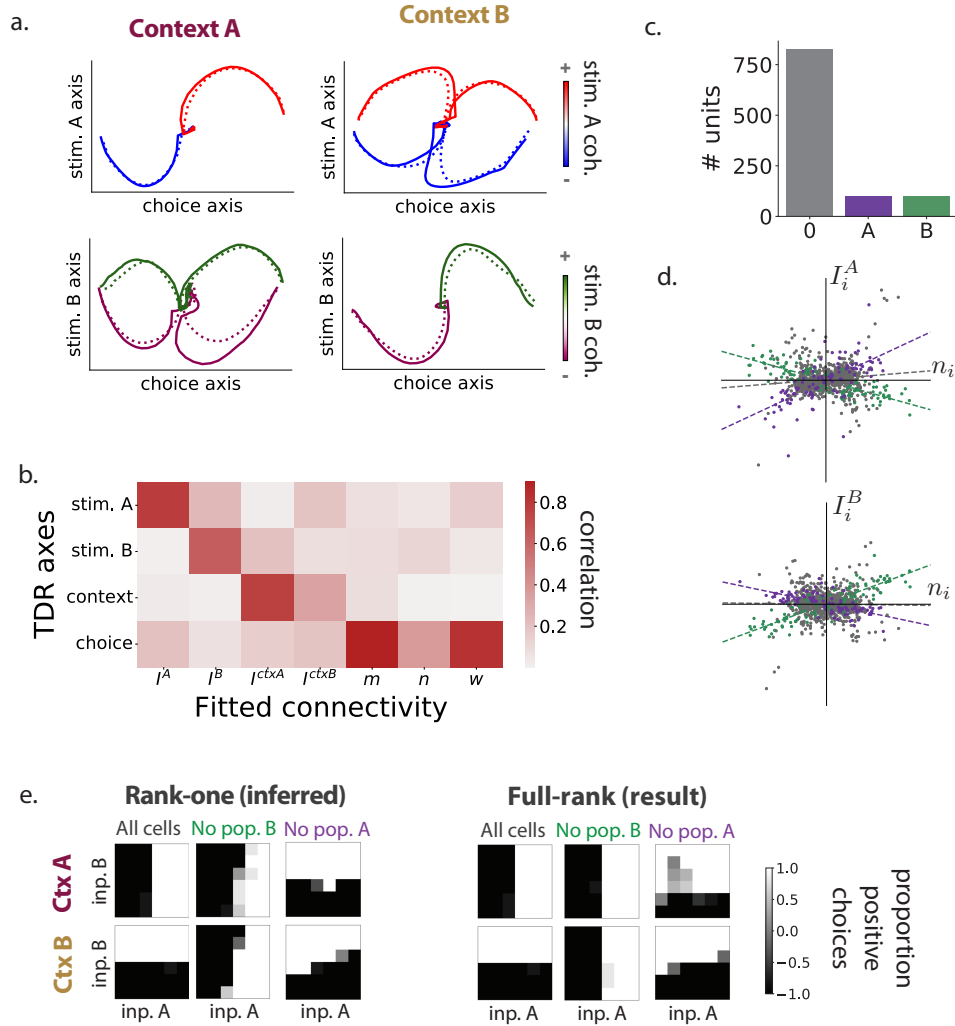 a.
Context A
Context B
stim. A axis
choice axis
stim. A axis
choice axis
+
-
stim. A coh.
stim. B axis
choice axis
stim. B axis
choice axis
+
-
stim. B coh.
c.
# units
750
500
250
0
0 A B
d.
I_i^A
n_i
I_i^B
n_i
b.
TDR axes
stim. A
stim. B
context
choice
I^A I^B I^ctxA I^ctxB m n w
Fitted connectivity
0.8
0.6
0.4
0.2
correlation
e.
Rank-one (inferred)
Full-rank (result)
All cells No pop. B No pop. A
All cells No pop. B No pop. A
Ctx A
inp. B
inp. B
Ctx B
inp. B
inp. B
inp. A inp. A inp. A
inp. A inp. A inp. A
1.0
0.5
0.0
−0.5
−1.0
proportion
positive
choices